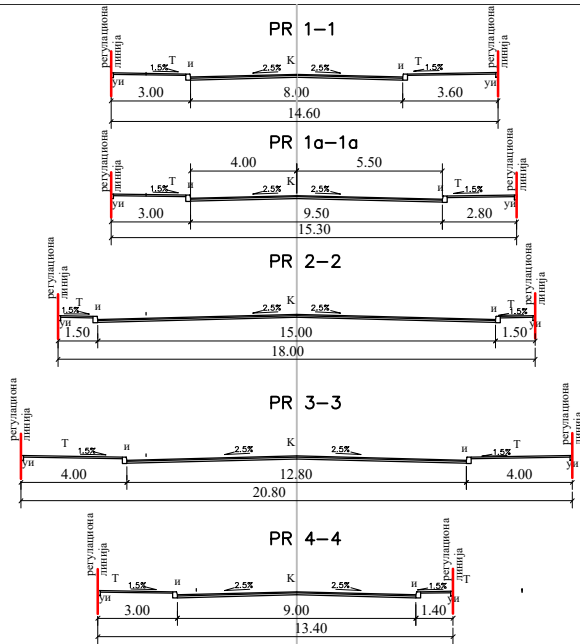 PR 1-1
регулациона линија
регулациона линија
Т и К Т
1.5% 2.5% 2.5% 1.5%
уи уи
3.00 8.00 3.60
14.60
PR 1a-1a
регулациона линија
регулациона линија
4.00 5.50
Т и К и Т
1.5% 2.5% 2.5% 1.5%
уи уи
3.00 9.50 2.80
15.30
PR 2-2
регулациона линија
регулациона линија
Т и К и Т
1.5% 2.5% 2.5% 1.5%
уи уи
1.50 15.00 1.50
18.00
PR 3-3
регулациона линија
регулациона линија
Т и К и Т
1.5% 2.5% 2.5% 1.5%
уи
4.00 12.80 4.00
20.80
PR 4-4
регулациона линија
регулациона линија
Т и К и Т
1.5% 2.5% 2.5% 1.5%
уи уи
3.00 9.00 1.40
13.40